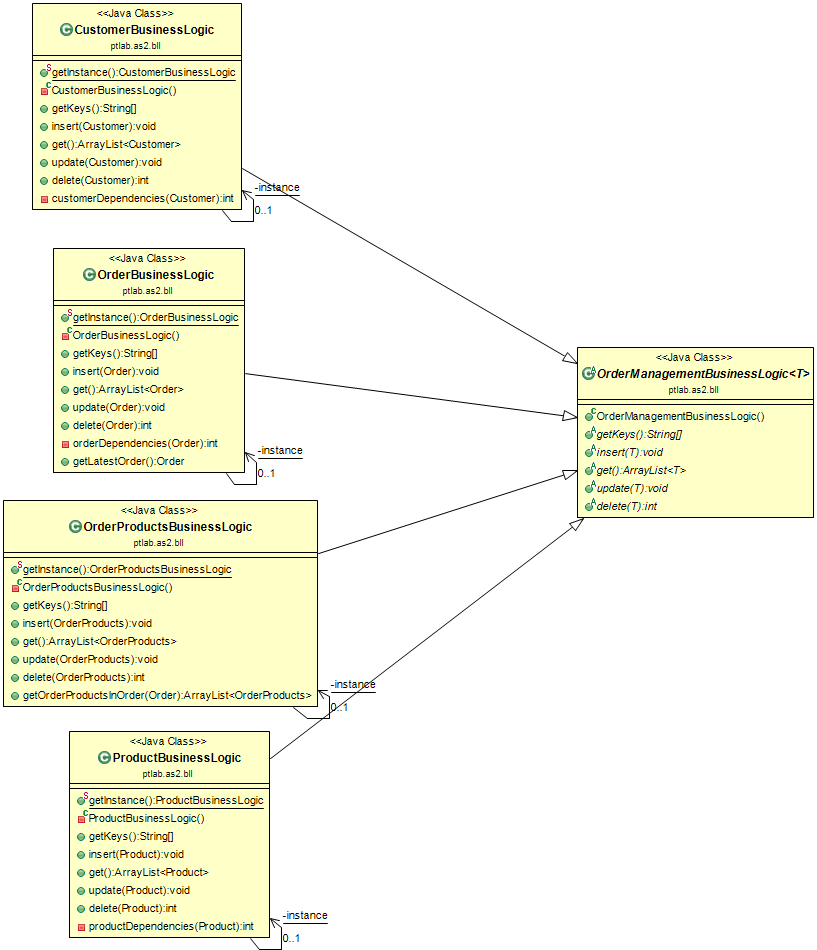 <<Java Class>>
CustomerBusinessLogic
ptlab.as2.bll
getInstance():CustomerBusinessLogic
CustomerBusinessLogic()
getKeys():String[]
insert(Customer):void
get():ArrayList<Customer>
update(Customer):void
delete(Customer):int
customerDependencies(Customer):int
-instance
0..1
<<Java Class>>
OrderBusinessLogic
ptlab.as2.bll
getInstance():OrderBusinessLogic
OrderBusinessLogic()
getKeys():String[]
insert(Order):void
get():ArrayList<Order>
update(Order):void
delete(Order):int
orderDependencies(Order):int
getLatestOrder():Order
-instance
0..1
<<Java Class>>
OrderManagementBusinessLogic<T>
ptlab.as2.bll
OrderManagementBusinessLogic()
getKeys():String[]
insert(T):void
get():ArrayList<T>
update(T):void
delete(T):int
<<Java Class>>
OrderProductsBusinessLogic
ptlab.as2.bll
getInstance():OrderProductsBusinessLogic
OrderProductsBusinessLogic()
getKeys():String[]
insert(OrderProducts):void
get():ArrayList<OrderProducts>
update(OrderProducts):void
delete(OrderProducts):int
getOrderProductsInOrder(Order):ArrayList<OrderProducts>
-instance
0..1
<<Java Class>>
ProductBusinessLogic
ptlab.as2.bll
getInstance():ProductBusinessLogic
ProductBusinessLogic()
getKeys():String[]
insert(Product):void
get():ArrayList<Product>
update(Product):void
delete(Product):int
productDependencies(Product):int
-instance
0..1